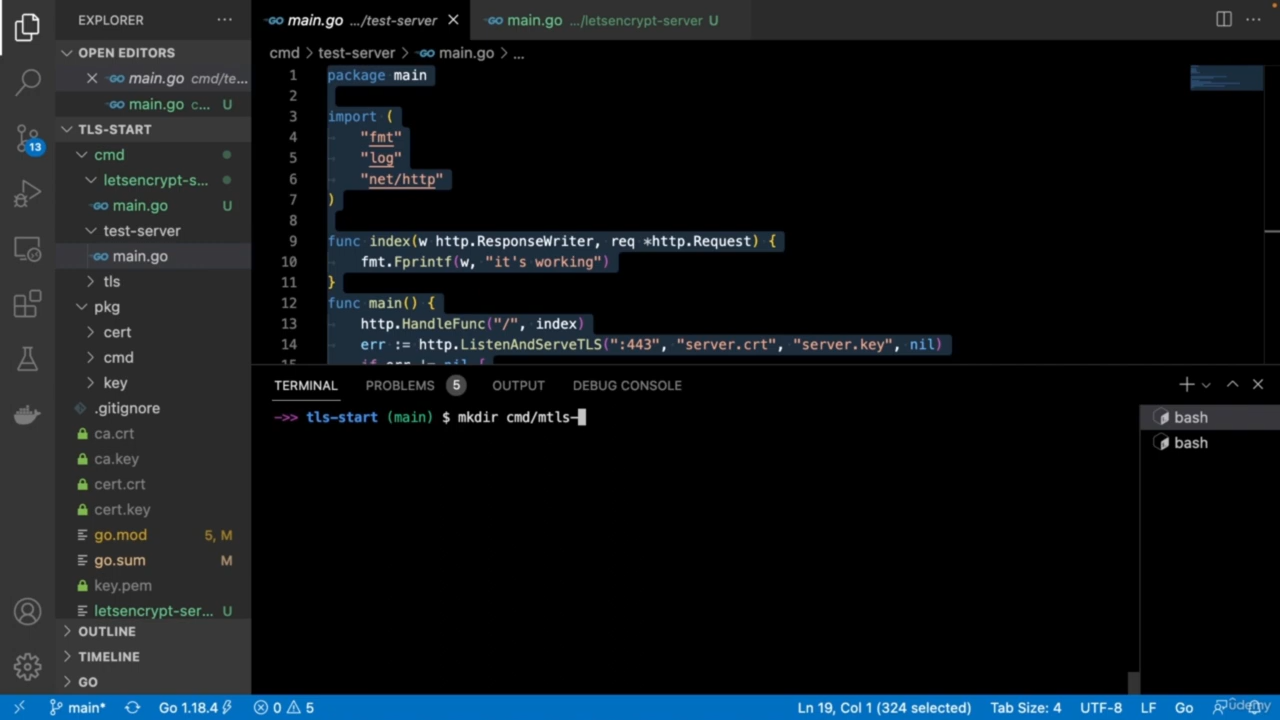 EXPLORER ...
OPEN EDITORS
main.go cmd/te...
main.go c... U
TLS-START
cmd
letsencrypt-s...
main.go U
test-server
main.go
tls
pkg
cert
cmd
key
.gitignore
ca.crt
ca.key
cert.crt
cert.key
go.mod 5, M
go.sum M
key.pem
letsencrypt-ser... U
OUTLINE
TIMELINE
GO
13
main.go .../test-server
main.go .../letsencrypt-server U
cmd > test-server > main.go > ...
1 package main
2
3 import (
4 "fmt"
5 "log"
6 "net/http"
7 )
8
9 func index(w http.ResponseWriter, req *http.Request) {
10 fmt.Fprintf(w, "it's working")
11 }
12 func main() {
13 http.HandleFunc("/", index)
14 err := http.ListenAndServeTLS(":443", "server.crt", "server.key", nil)
15 if err != nil {
TERMINAL PROBLEMS 5 OUTPUT DEBUG CONSOLE
->> tls-start (main) $ mkdir cmd/mtls-
bash
bash
main* Go 1.18.4 0 5 Ln 19, Col 1 (324 selected) Tab Size: 4 UTF-8 LF Go
Udemy